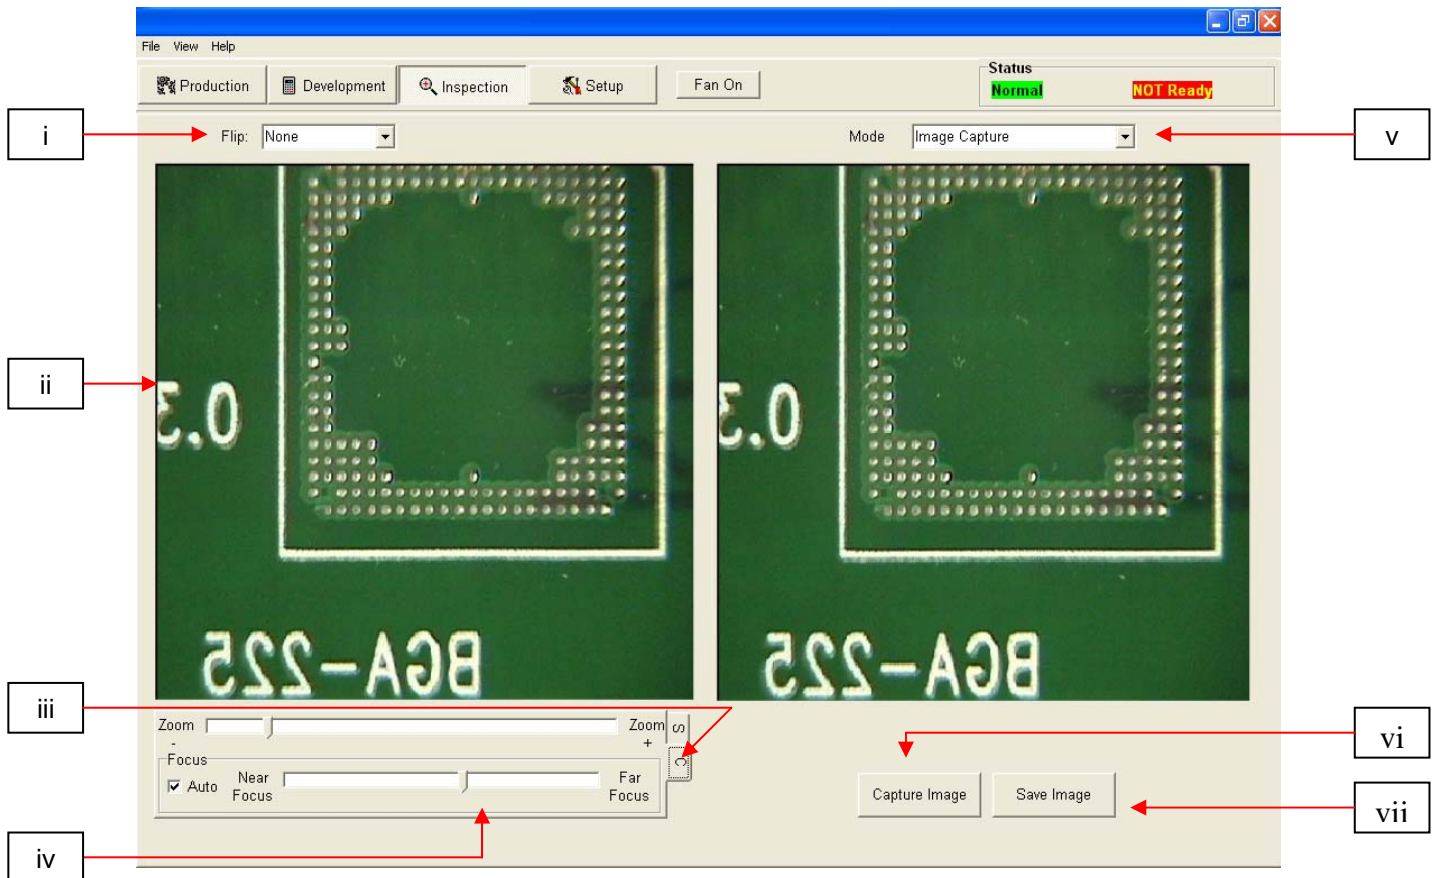 File View Help
Production Development Inspection Setup Fan On
Status
Normal NOT Ready
i
Flip: None
Mode Image Capture
v
ii
0.3
0.3
BGA-225
BGA-225
iii
Zoom - Zoom +
S
C
Focus
Auto Near Focus Far Focus
iv
Capture Image Save Image
vi
vii